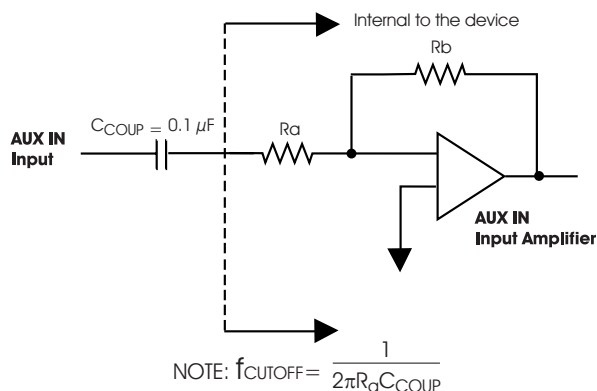 Internal to the device
Rb
CCOUP = 0.1 µF
Ra
AUX IN
Input
AUX IN
Input Amplifier
NOTE: fCUTOFF = 1
2πRaCCOUP